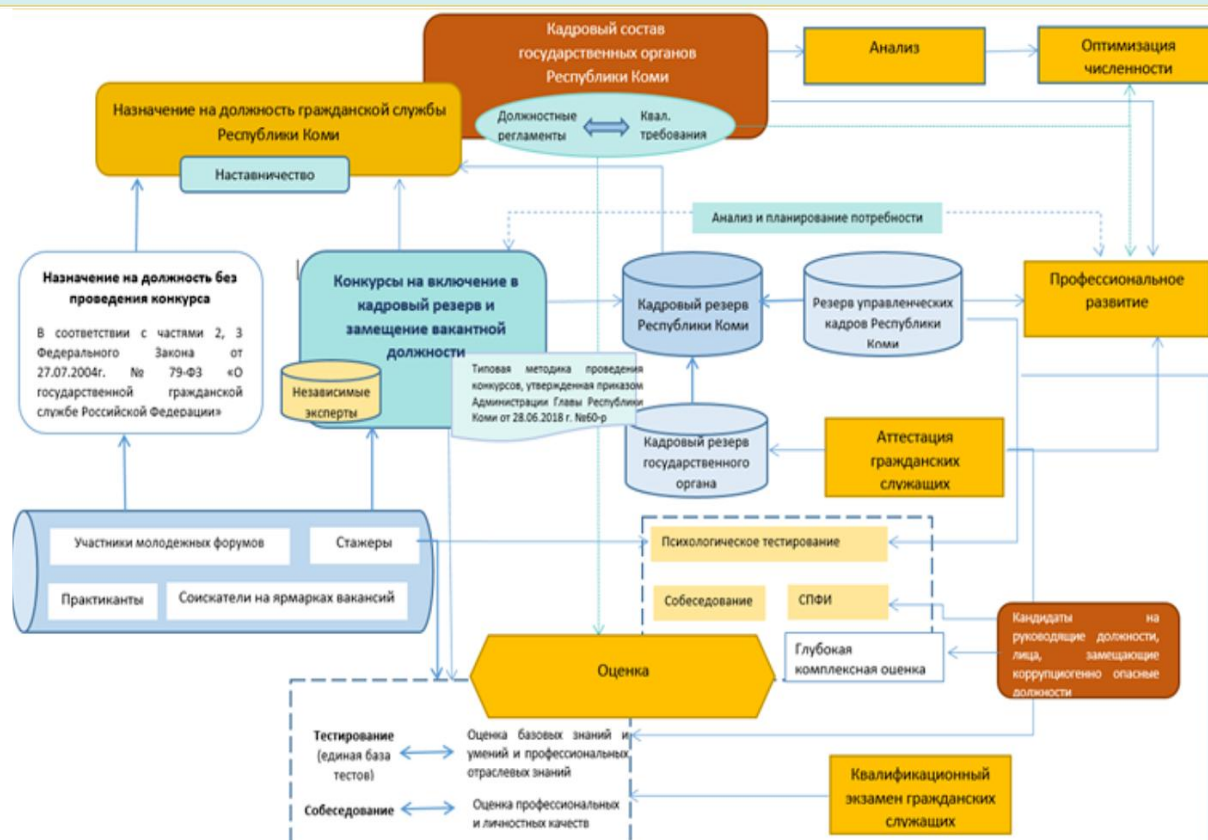 Кадровый состав
государственных органов
Республики Коми
Анализ
Оптимизация
численности
Назначение на должность гражданской службы
Республики Коми
Должностные
регламенты
Квал.
требования
Наставничество
Анализ и планирование потребности
Назначение на должность без
проведения конкурса
В соответствии с частями 2, 3
Федерального Закона от
27.07.2004г. № 79-ФЗ «О
государственной гражданской
службе Российской Федерации»
Конкурсы на включение в
кадровый резерв и
замещение вакантной
должности
Независимые
эксперты
Кадровый резерв
Республики Коми
Резерв управленческих
кадров Республики
Коми
Профессиональное
развитие
Типовая методика проведения
конкурсов, утвержденная приказом
Администрации Главы Республики
Коми от 28.06.2018 г. №60-р
Кадровый резерв
государственного
органа
Аттестация
гражданских
служащих
Участники молодежных форумов
Стажеры
Практиканты
Соискатели на ярмарках вакансий
Психологическое тестирование
Собеседование
СПФИ
Глубокая
комплексная оценка
Кандидаты на
руководящие должности,
лица, замещающие
коррупциогенно опасные
должности
Оценка
Тестирование
(единая база
тестов)
Оценка базовых знаний и
умений и профессиональных
отраслевых знаний
Собеседование
Оценка профессиональных
и личностных качеств
Квалификационный
экзамен гражданских
служащих